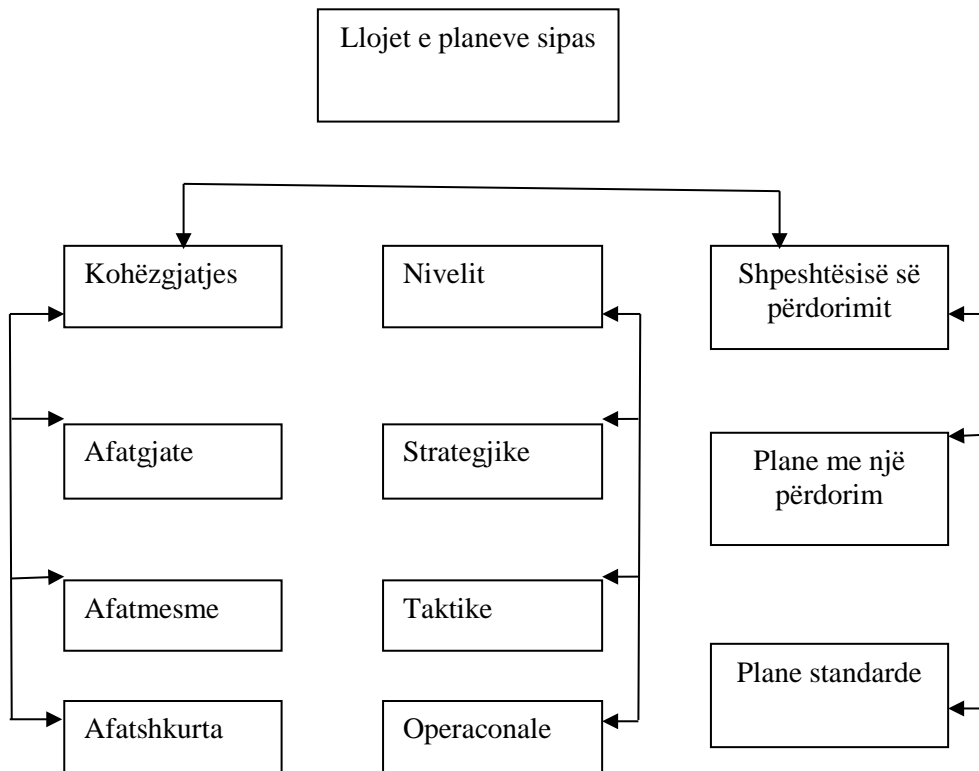 Llojet e planeve sipas
Kohëzgjatjes
Nivelit
Shpeshtësisë së
përdorimit
Afatgjate
Strategjike
Plane me një
përdorim
Afatmesme
Taktike
Plane standarde
Afatshkurta
Operaconale